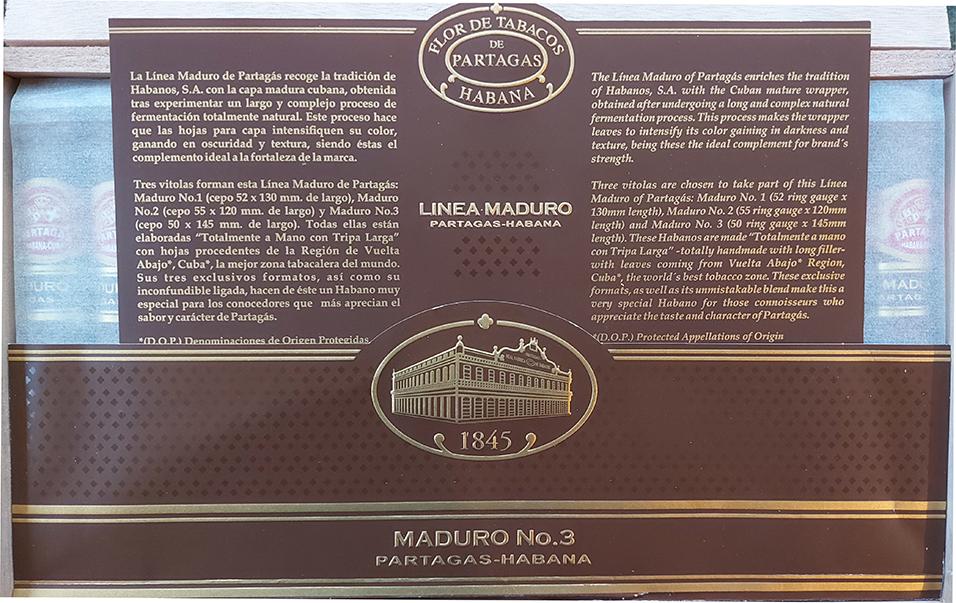 FLOR DE TABACOS
DE
PARTAGAS
HABANA
La Línea Maduro de Partagás recoge la tradición de
Habanos, S.A. con la capa madura cubana, obtenida
tras experimentar un largo y complejo proceso de
fermentación totalmente natural. Este proceso hace
que las hojas para capa intensifiquen su color,
ganando en oscuridad y textura, siendo éstas el
complemento ideal a la fortaleza de la marca.
Tres vitolas forman esta Línea Maduro de Partagás:
Maduro No.1 (cepo 52 x 130 mm. de largo), Maduro
No.2 (cepo 55 x 120 mm. de largo) y Maduro No.3
(cepo 50 x 145 mm. de largo). Todas ellas están
elaboradas “Totalmente a Mano con Tripa Larga”
con hojas procedentes de la Región de Vuelta
Abajo*, Cuba*, la mejor zona tabacalera del mundo.
Sus tres exclusivos formatos, así como su
inconfundible ligada, hacen de éste un Habano muy
especial para los conocedores que más aprecian el
sabor y carácter de Partagás.
*(D.O.P.) Denominaciones de Origen Protegidas
LINEA MADURO
PARTAGAS-HABANA
The Línea Maduro of Partagás enriches the tradition
of Habanos, S.A. with the Cuban mature wrapper,
obtained after undergoing a long and complex natural
fermentation process. This process makes the wrapper
leaves to intensify its color gaining in darkness and
texture, being these the ideal complement for brand´s
strength.
Three vitolas are chosen to take part of this Línea
Maduro of Partagás: Maduro No. 1 (52 ring gauge x
130mm length), Maduro No. 2 (55 ring gauge x 120mm
length) and Maduro No. 3 (50 ring gauge x 145mm
length). These Habanos are made “Totalmente a mano
con Tripa Larga” -totally handmade with long filler-
with leaves coming from Vuelta Abajo* Region,
Cuba*, the world´s best tobacco zone. These exclusive
formats, as well as its unmistakable blend make this a
very special Habano for those connoisseurs who
appreciate the taste and character of Partagás.
*(D.O.P.) Protected Appellations of Origin
1845
MADURO No.3
PARTAGAS-HABANA